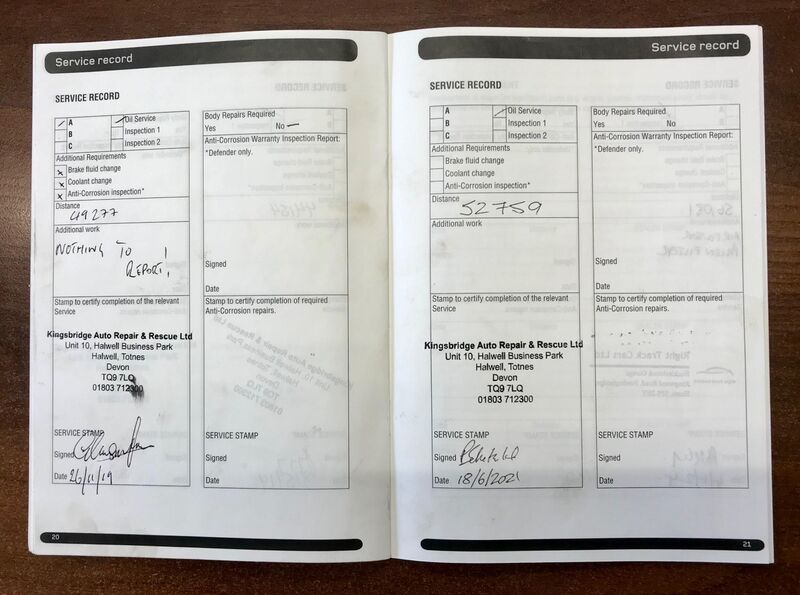 Service record
SERVICE RECORD
A
Oil Service
B
Inspection 1
C
Inspection 2
Additional Requirements
Brake fluid change
x Coolant change
x Anti-Corrosion inspection*
Distance
49277
Additional work
NOTHING TO
REPORT!
Stamp to certify completion of the relevant
Service
Kingsbridge Auto Repair & Rescue Ltd
Unit 10, Halwell Business Park
Halwell, Totnes
Devon
TQ9 7LQ
01803 712300
SERVICE STAMP
Signed
Date 26/11/19
Body Repairs Required
Yes No
Anti-Corrosion Warranty Inspection Report:
*Defender only.
Signed
Date
Stamp to certify completion of required
Anti-Corrosion repairs.
SERVICE STAMP
Signed
Date
20
Service record
SERVICE RECORD
A
Oil Service
B
Inspection 1
C
Inspection 2
Additional Requirements
Brake fluid change
Coolant change
Anti-Corrosion inspection*
Distance
52759
Additional work
Stamp to certify completion of the relevant
Service
Kingsbridge Auto Repair & Rescue Ltd
Unit 10, Halwell Business Park
Halwell, Totnes
Devon
TQ9 7LQ
01803 712300
SERVICE STAMP
Signed
Date 18/6/2021
Body Repairs Required
Yes No
Anti-Corrosion Warranty Inspection Report:
*Defender only.
Signed
Date
Stamp to certify completion of required
Anti-Corrosion repairs.
SERVICE STAMP
Signed
Date
21